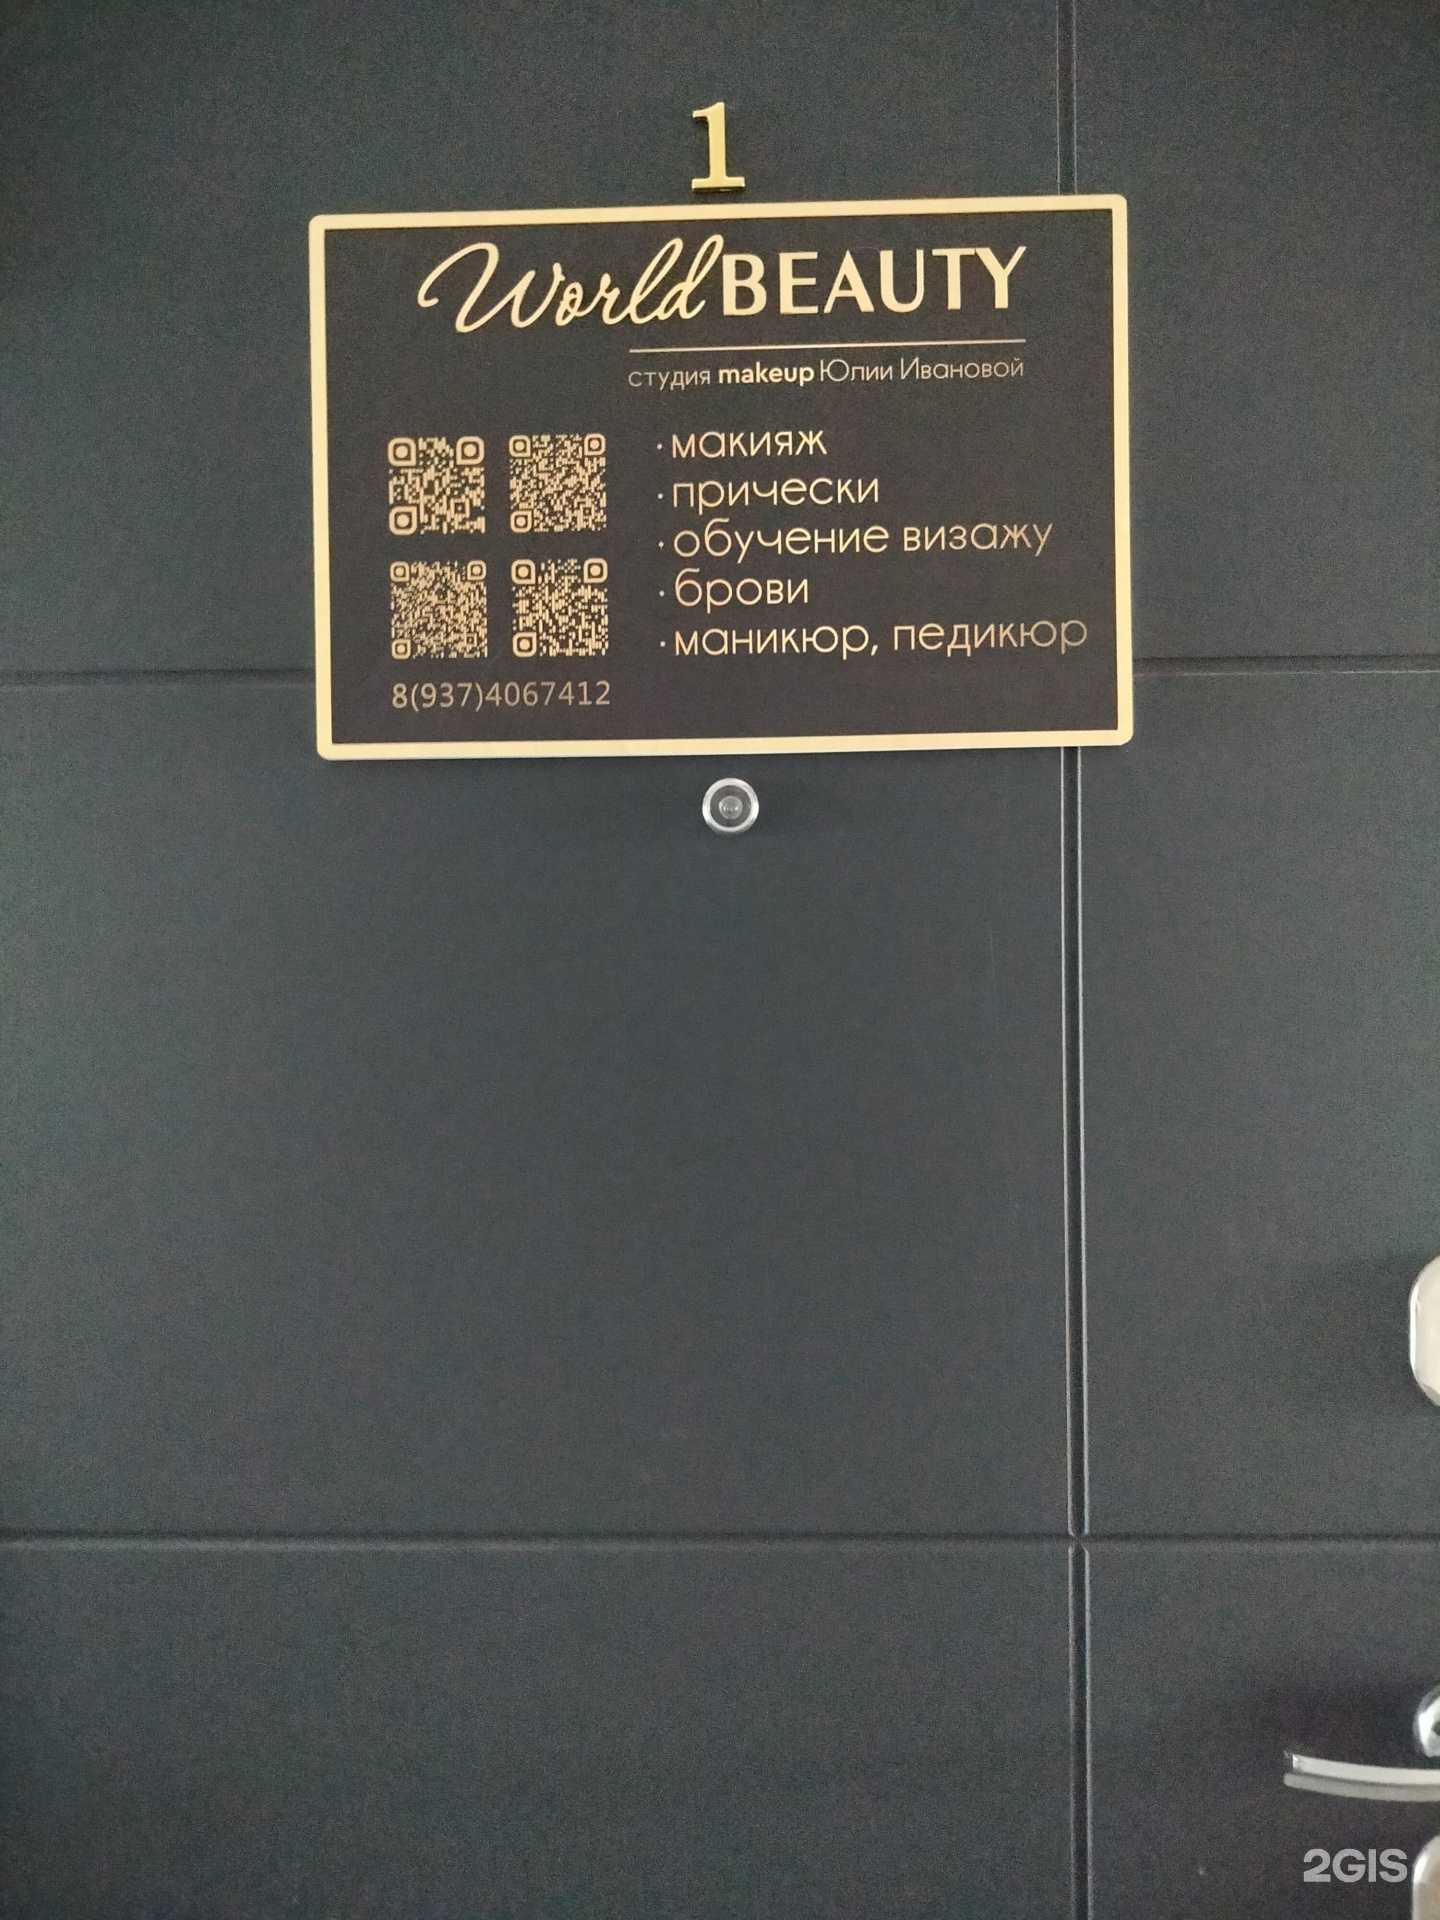 1
World BEAUTY
студия makeup Юлии Ивановой
· макияж
· прически
· обучение визажу
· брови
· маникюр, педикюр
8(937)4067412
2GIS